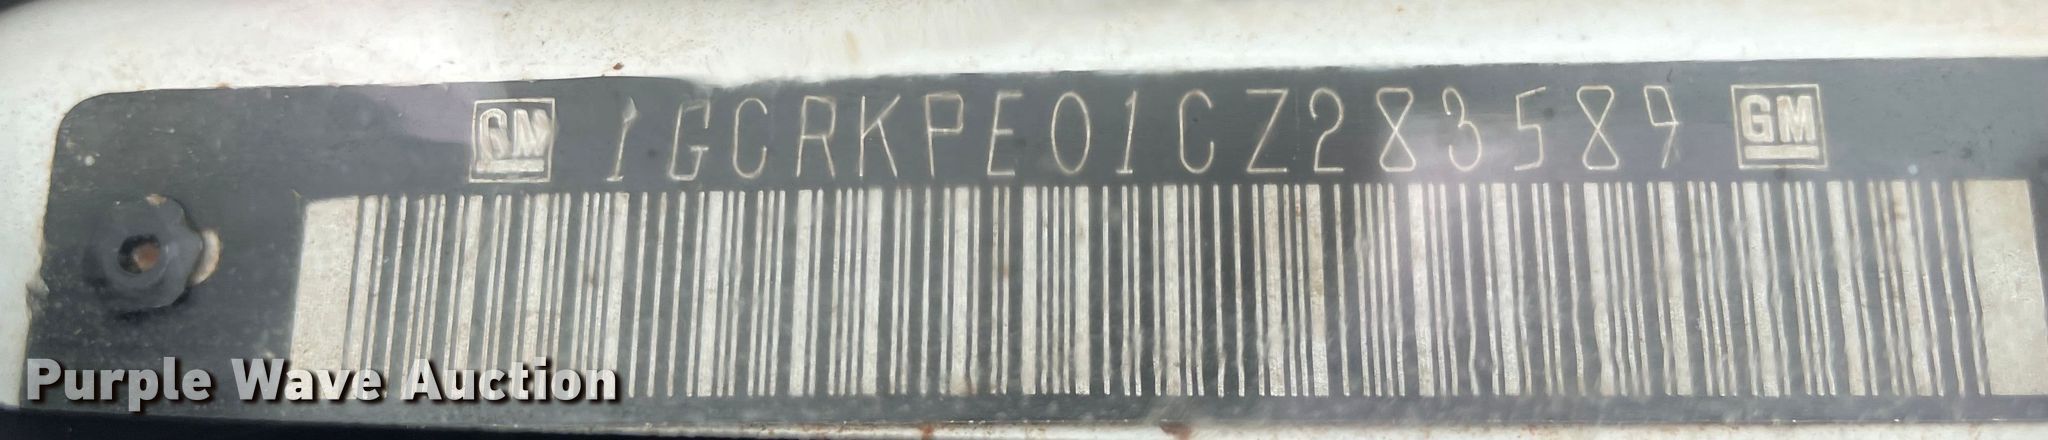 GM 1GCRKPE01CZ283589 GM
Purple Wave Auction